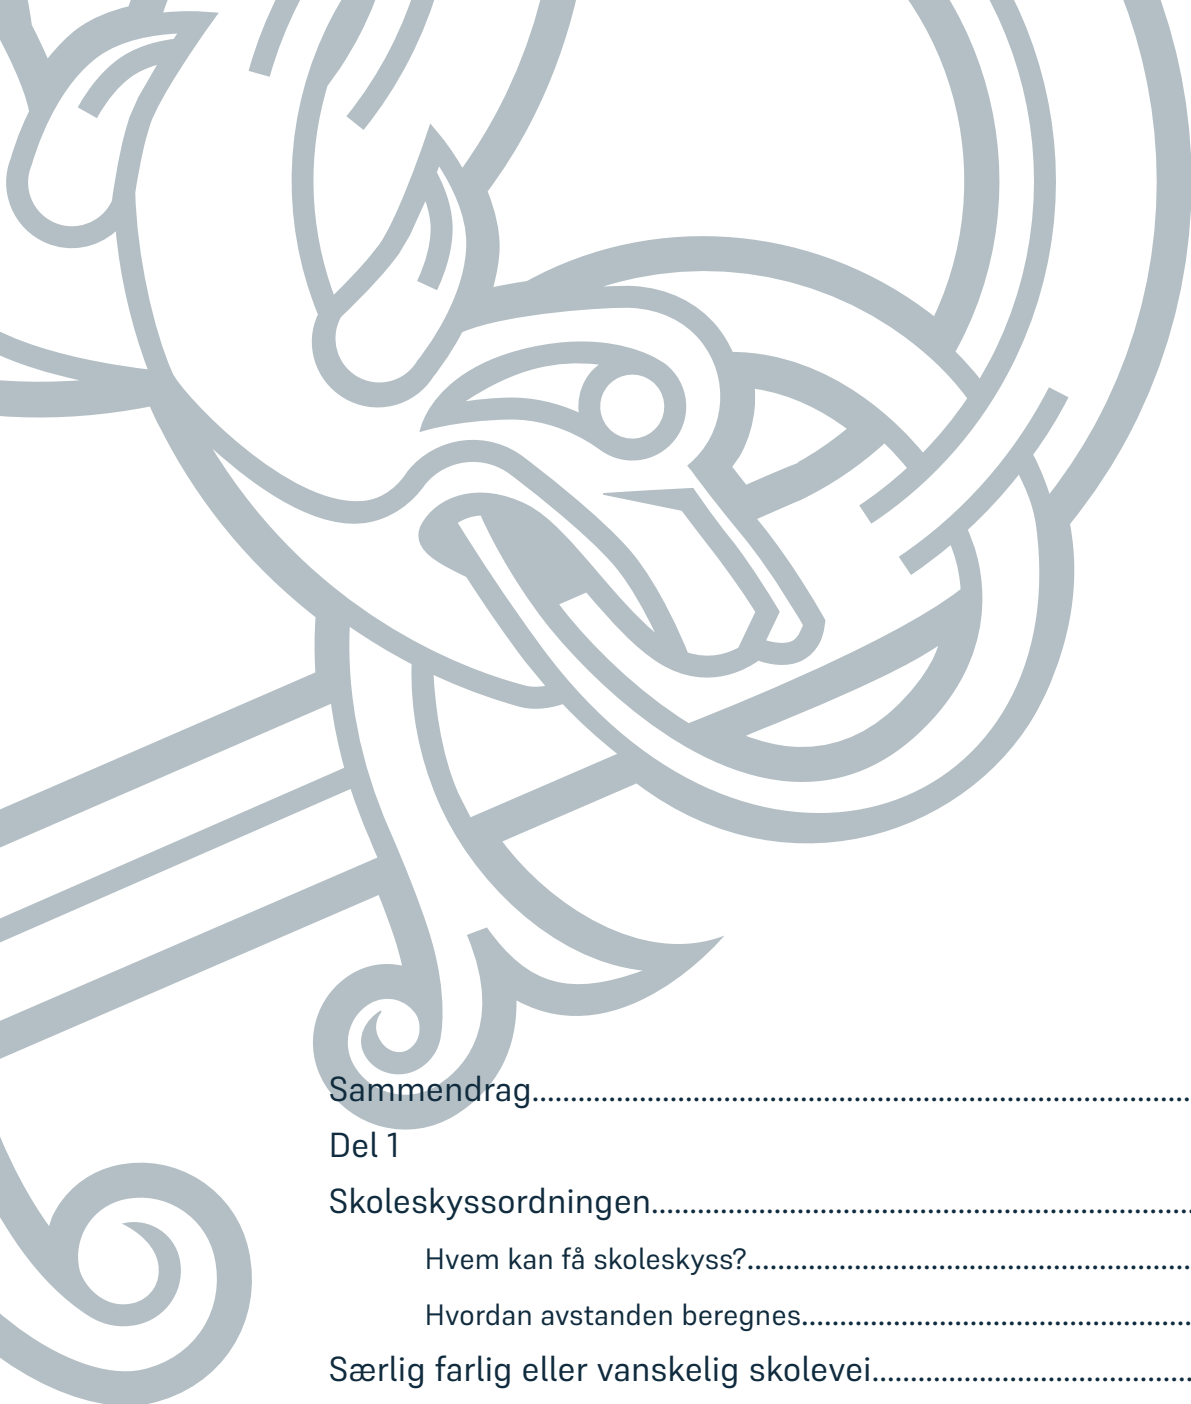 Sammendrag....................................................................................
Del 1
Skoleskyssordningen......................................................................
Hvem kan få skoleskyss?.........................................................
Hvordan avstanden beregnes..................................................
Særlig farlig eller vanskelig skolevei..........................................